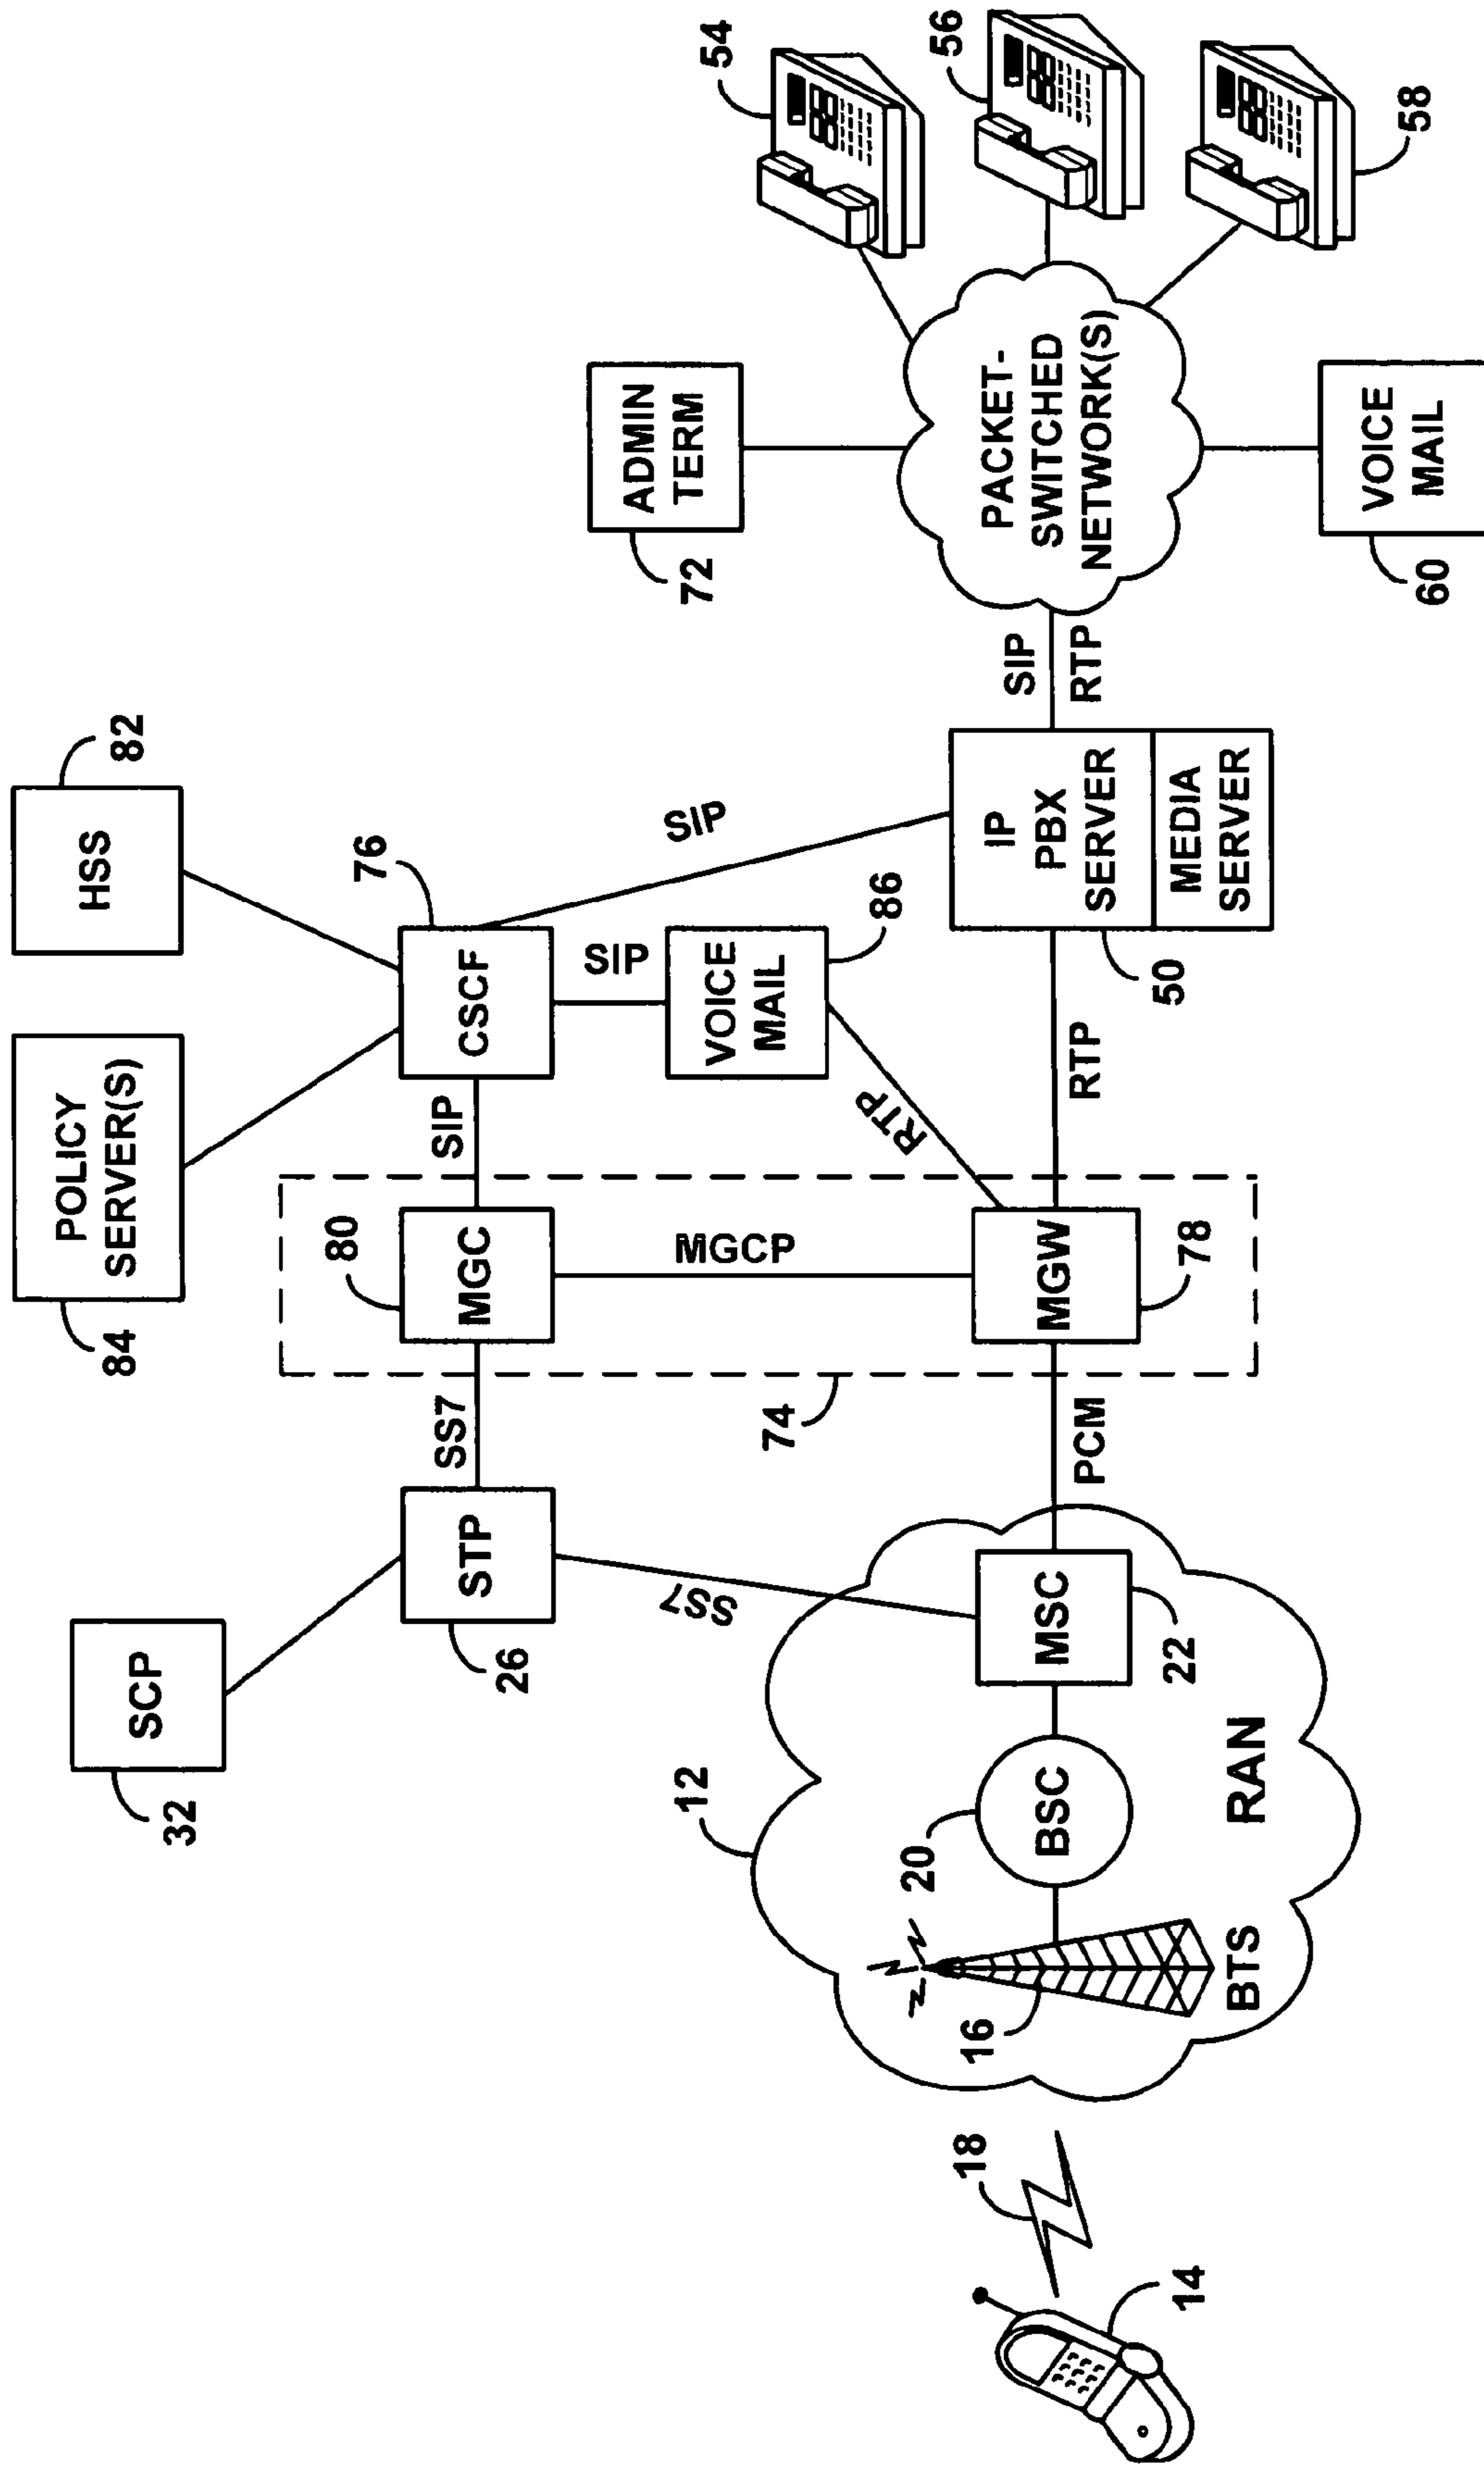 SCP
32
POLICY
SERVER(S)
84
HSS
82
STP
26
SS7
80
MGC
SIP
CSCF
76
SS7
74
MGCP
SIP
VOICE
MAIL
86
RTP
SIP
ADMIN
TERM
72
54
56
58
12
14
18
16
BTS
20
BSC
MSC
22
RAN
PCM
MGW
78
RTP
IP
PBX
SERVER
MEDIA
SERVER
50
SIP
RTP
PACKET-
SWITCHED
NETWORK(S)
VOICE
MAIL
60